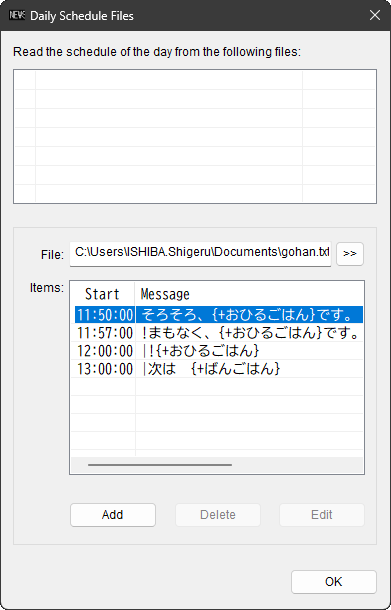 NEWS Daily Schedule Files
Read the schedule of the day from the following files:
File: C:\Users\ISHIBA.Shigeru\Documents\gohan.txt >>
Items:
Start Message
11:50:00 そろそろ、{+おひるごはん}です。
11:57:00 !まもなく、{+おひるごはん}です。
12:00:00 |!{+おひるごはん}
13:00:00 |次は　{+ばんごはん}
Add Delete Edit
OK